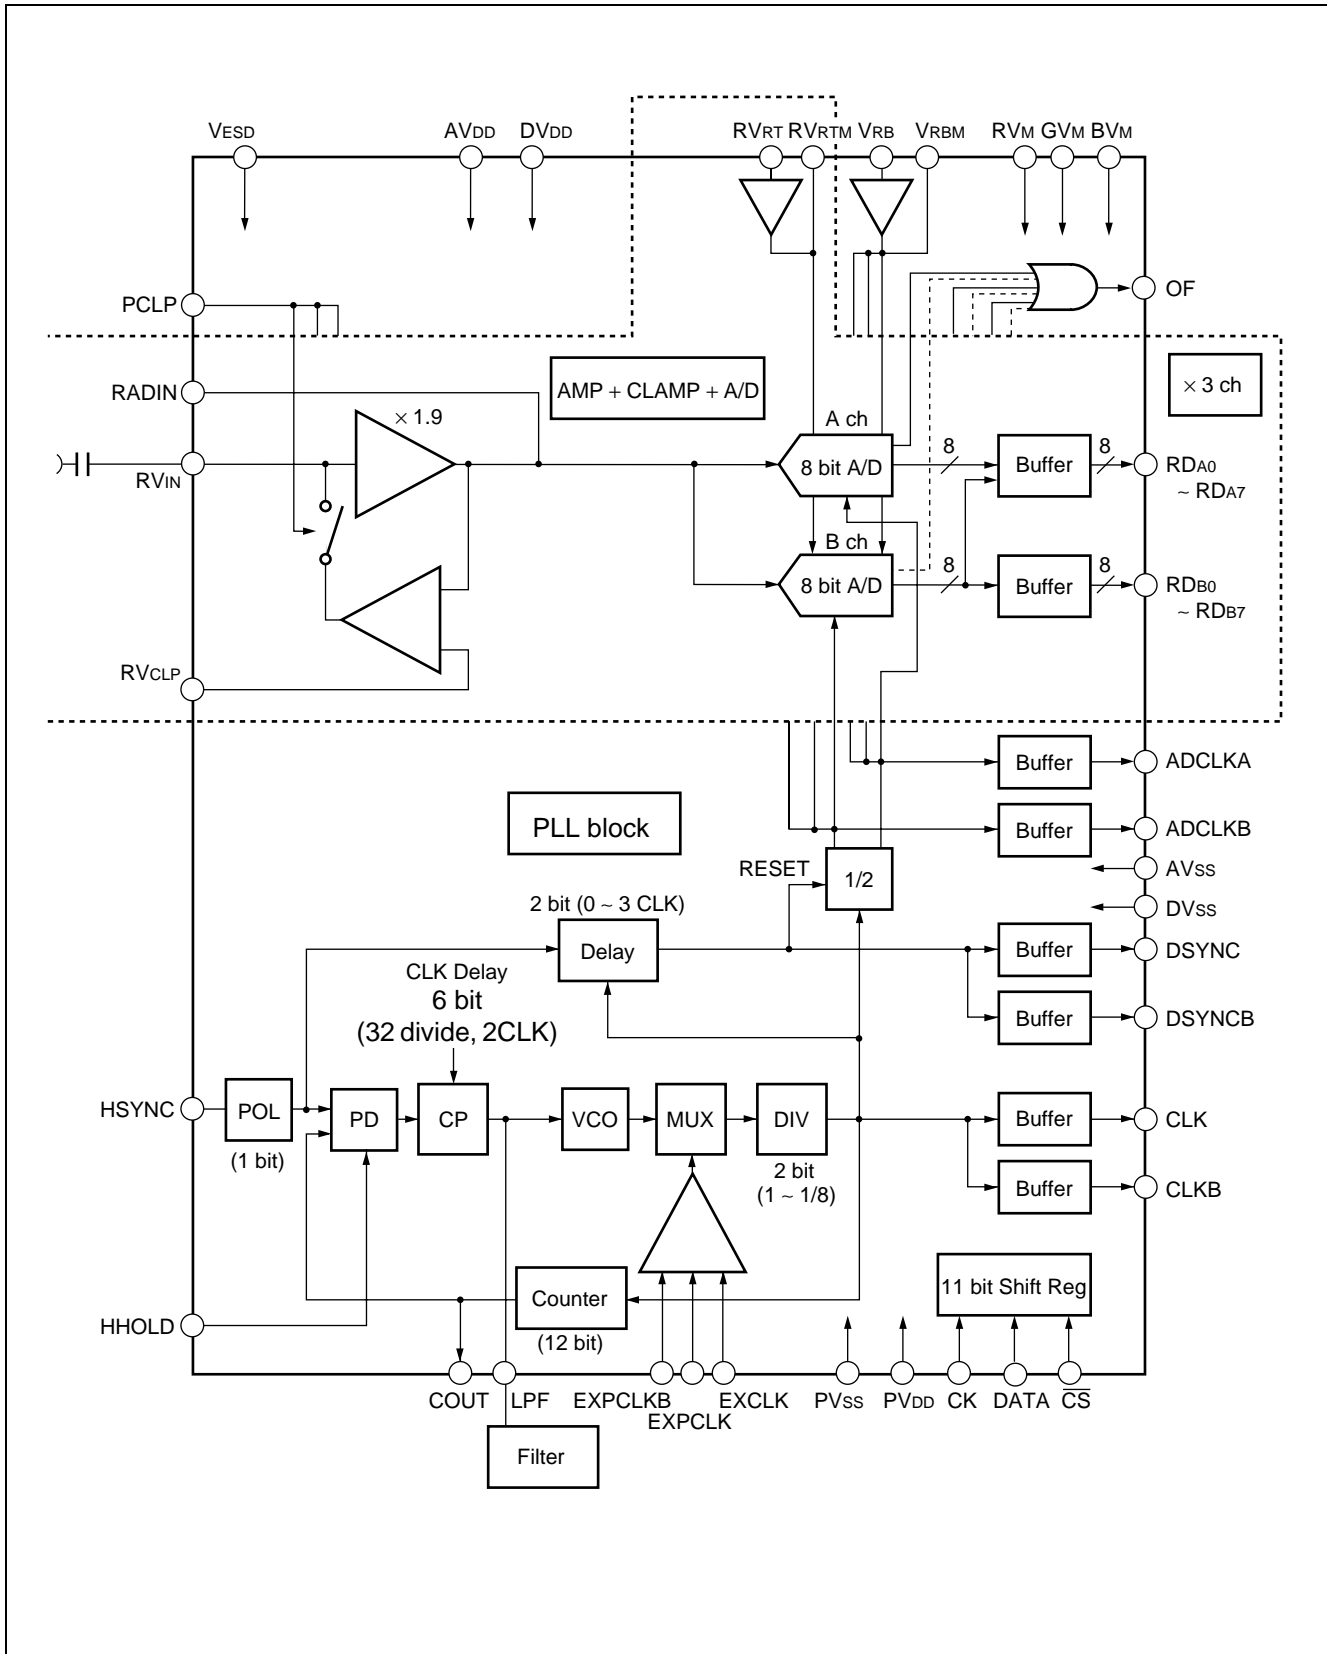 VESD AVDD DVDD RVRT RVRTM VRB VRBM RVM GVM BVM
PCLP
OF
RADIN
× 1.9
AMP + CLAMP + A/D
× 3 ch
A ch
RVIN
8 bit A/D
8
Buffer
8
RDA0
~ RDA7
B ch
8 bit A/D
8
Buffer
8
RDB0
~ RDB7
RVCLP
Buffer
ADCLKA
PLL block
Buffer
ADCLKB
RESET
1/2
AVSS
DVSS
2 bit (0 ~ 3 CLK)
Delay
Buffer
DSYNC
CLK Delay
6 bit
(32 divide, 2CLK)
Buffer
DSYNCB
HSYNC
POL
(1 bit)
PD
CP
VCO
MUX
DIV
2 bit
(1 ~ 1/8)
Buffer
CLK
Buffer
CLKB
Counter
(12 bit)
11 bit Shift Reg
HHOLD
COUT LPF EXPCLKB EXCLK PVSS PVDD CK DATA C̅S̅
EXPCLK
Filter